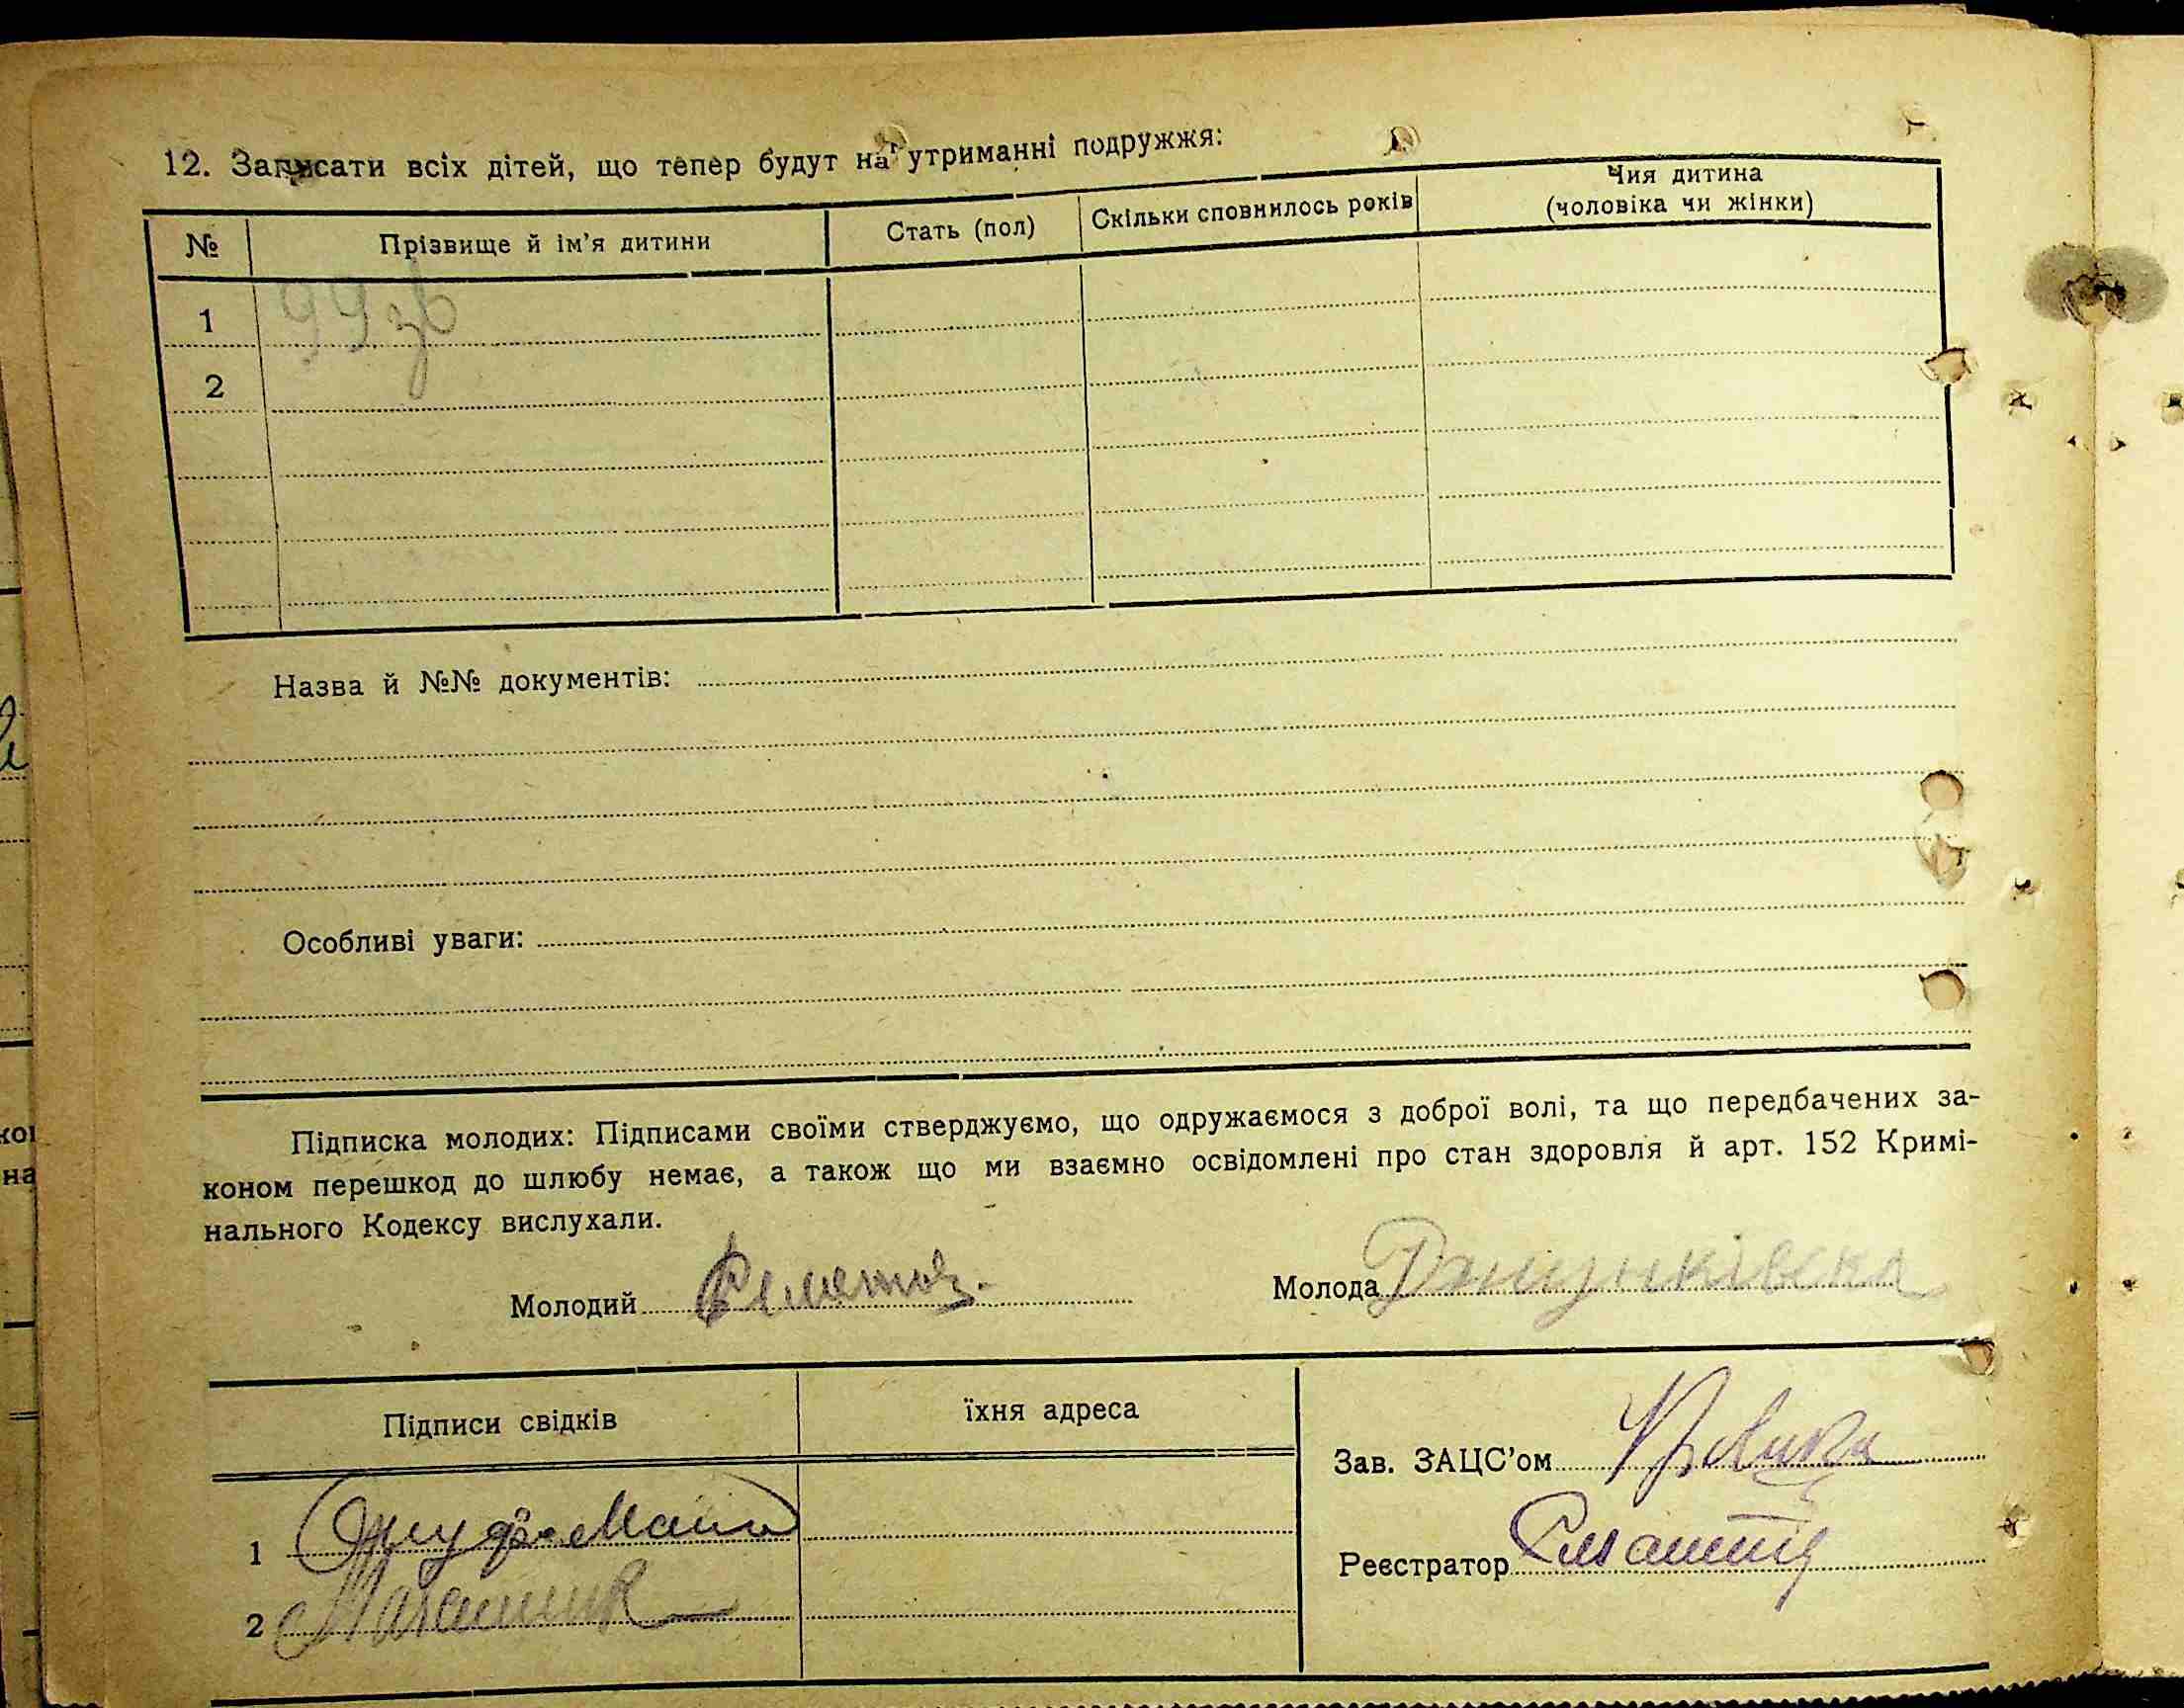 12. Записати всіх дітей, що тепер будут на утриманні подружжя:
№ Прізвище й ім’я дитини Стать (пол) Скільки сповнилось років Чия дитина (чоловіка чи жінки)
1 99 зв
2
Назва й №№ документів:
Особливі уваги:
Підписка молодих: Підписами своїми стверджуємо, що одружаємося з доброї волі, та що передбачених за-
коном перешкод до шлюбу немає, а також що ми взаємно освідомлені про стан здоровля й арт. 152 Кримі-
нального Кодексу вислухали.
Молодий Молода
Підписи свідків їхня адреса
Зав. ЗАЦС’ом
1
Реєстратор
2